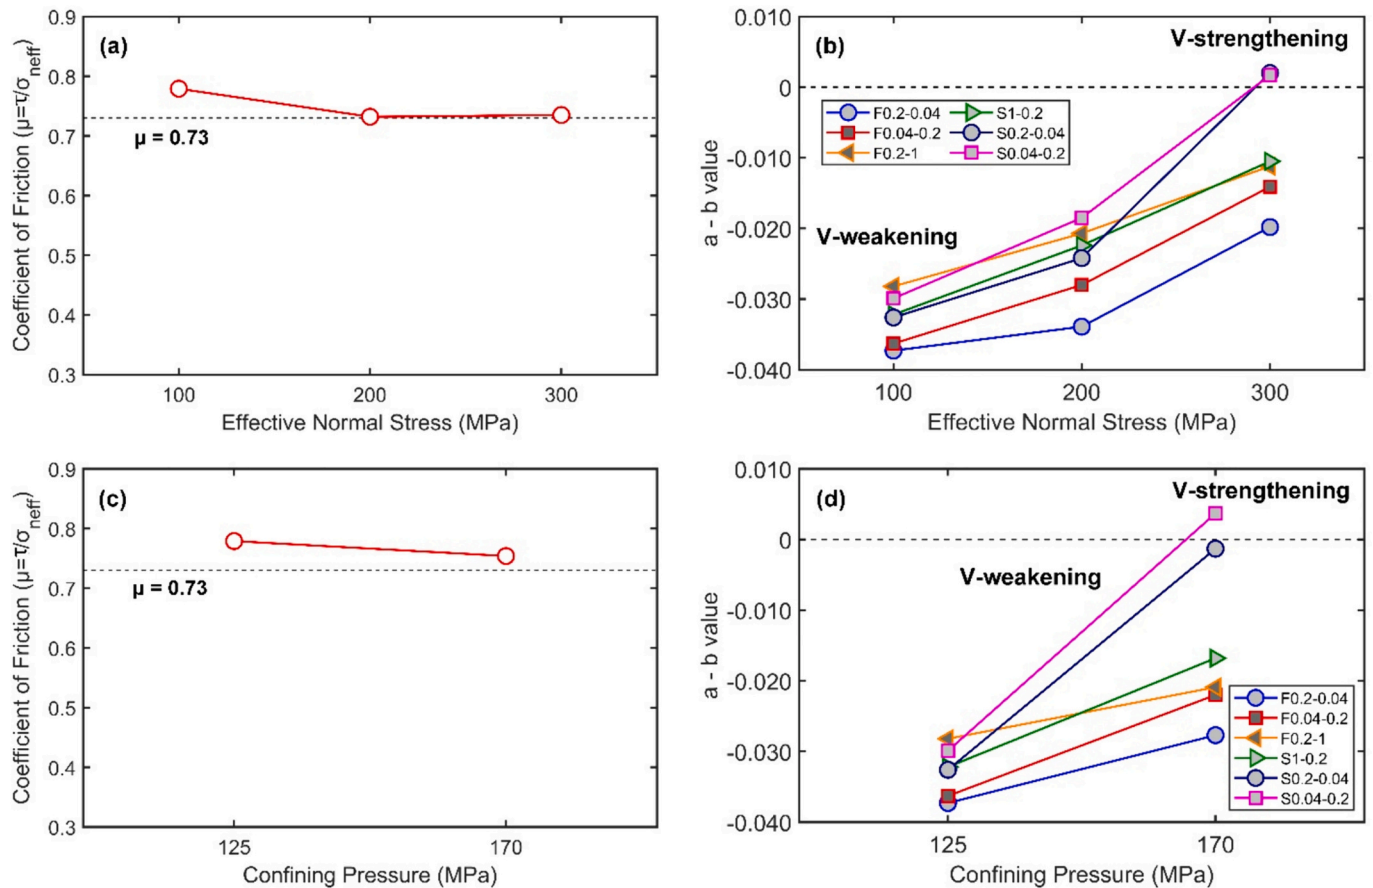 (a)
Coefficient of Friction (μ=τ/σneff)
0.9
0.8
0.7
0.6
0.5
0.4
0.3
μ = 0.73
100 200 300
Effective Normal Stress (MPa)
(b)
a - b value
0.010
0
-0.010
-0.020
-0.030
-0.040
V-strengthening
F0.2-0.04 S1-0.2
F0.04-0.2 S0.2-0.04
F0.2-1 S0.04-0.2
V-weakening
100 200 300
Effective Normal Stress (MPa)
(c)
Coefficient of Friction (μ=τ/σneff)
0.9
0.8
0.7
0.6
0.5
0.4
0.3
μ = 0.73
125 170
Confining Pressure (MPa)
(d)
a - b value
0.010
0
-0.010
-0.020
-0.030
-0.040
V-strengthening
V-weakening
F0.2-0.04
F0.04-0.2
F0.2-1
S1-0.2
S0.2-0.04
S0.04-0.2
125 170
Confining Pressure (MPa)